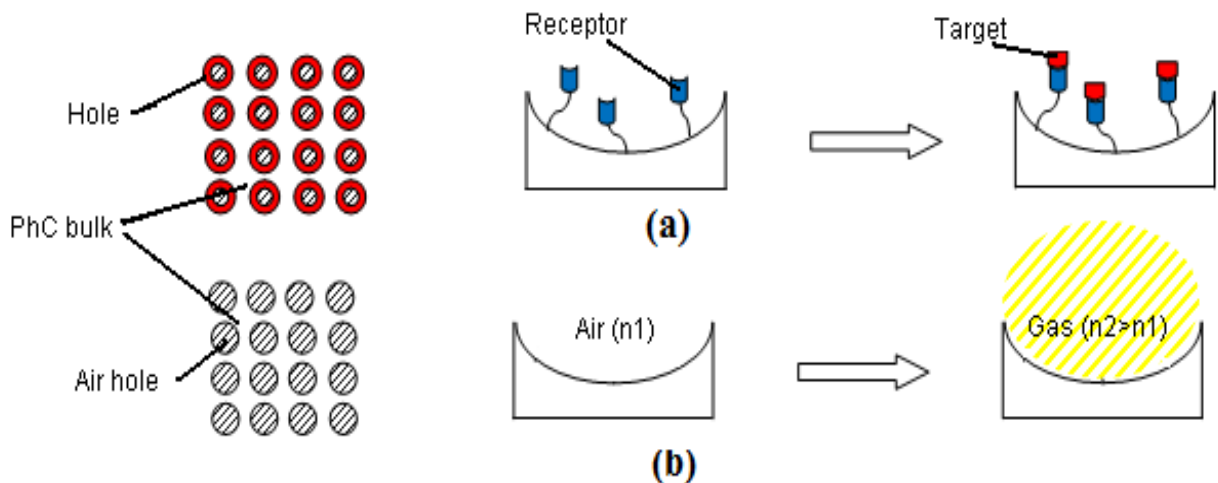 Receptor
Target
Hole
PhC bulk
(a)
Air (n1)
Gas (n2>n1)
Air hole
(b)